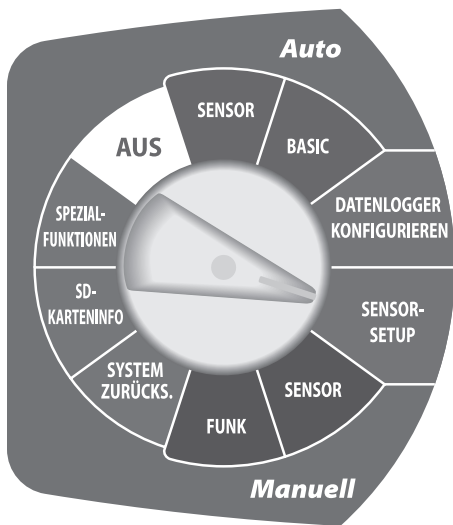 Auto
SENSOR
BASIC
AUS
DATENLOGGER
KONFIGURIEREN
SPEZIAL-
FUNKTIONEN
SENSOR-
SETUP
SD-
KARTENINFO
SYSTEM
ZURÜCKS.
SENSOR
FUNK
Manuell